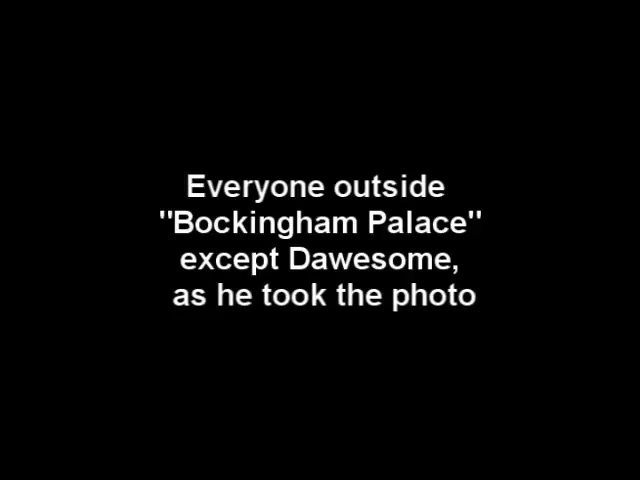 Everyone outside
"Bockingham Palace"
except Dawesome,
as he took the photo